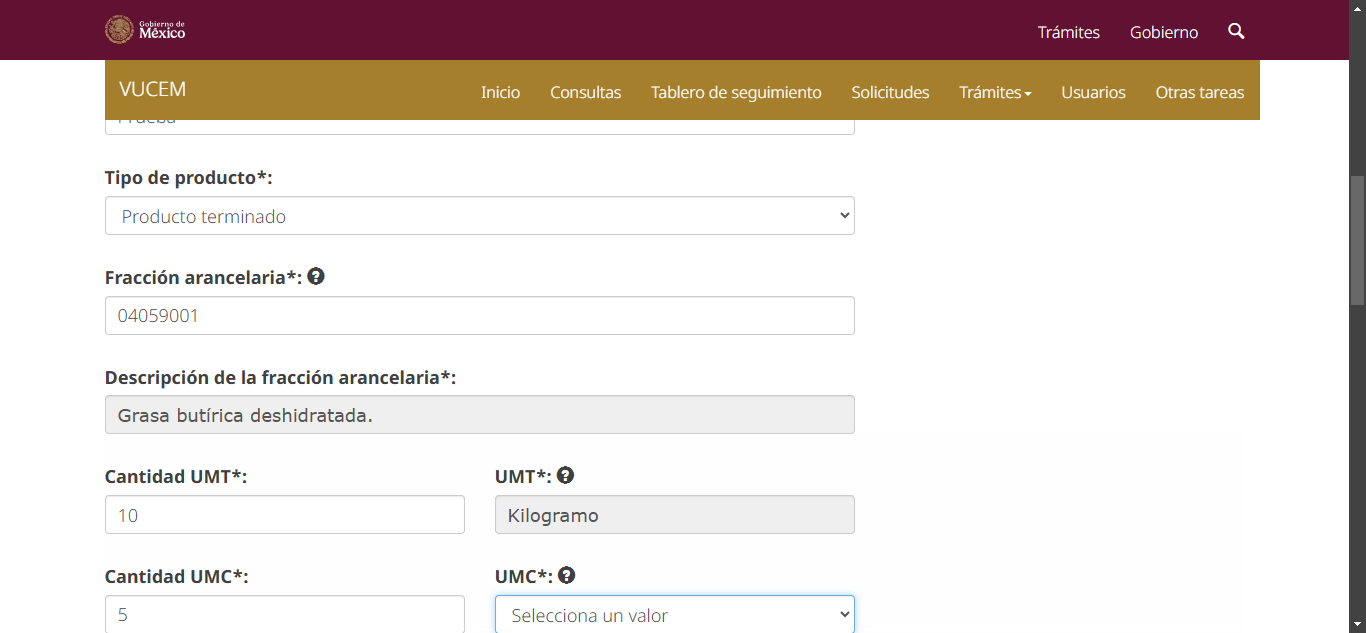 Gobierno de
México
Trámites
Gobierno
VUCEM
Inicio
Consultas
Tablero de seguimiento
Solicitudes
Trámites
Usuarios
Otras tareas
Prueba
Tipo de producto*:
Producto terminado
Fracción arancelaria*:
04059001
Descripción de la fracción arancelaria*:
Grasa butírica deshidratada.
Cantidad UMT*:
UMT*:
10
Kilogramo
Cantidad UMC*:
UMC*:
5
Selecciona un valor